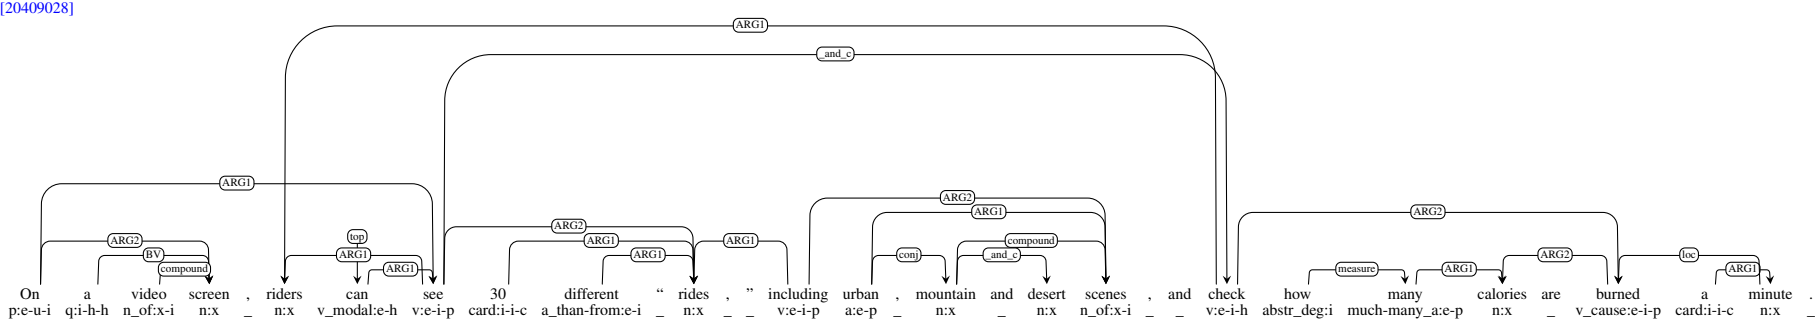 [20409028]
ARG1
_and_c
ARG1
ARG2
ARG2 ARG1 ARG2
top ARG2 ARG1 ARG1 compound
BV ARG1 ARG1 conj _and_c ARG2 loc
compound ARG1 measure ARG1 ARG1
On a video screen , riders can see 30 different “ rides , ” including urban , mountain and desert scenes , and check how many calories are burned a minute .
p:e-u-i q:i-h-h n_of:x-i n:x _ n:x v_modal:e-h v:e-i-p card:i-i-c a_than-from:e-i _ n:x _ _ v:e-i-p a:e-p _ n:x _ n:x n_of:x-i _ _ v:e-i-h abstr_deg:i much-many_a:e-p n:x _ v_cause:e-i-p card:i-i-c n:x _